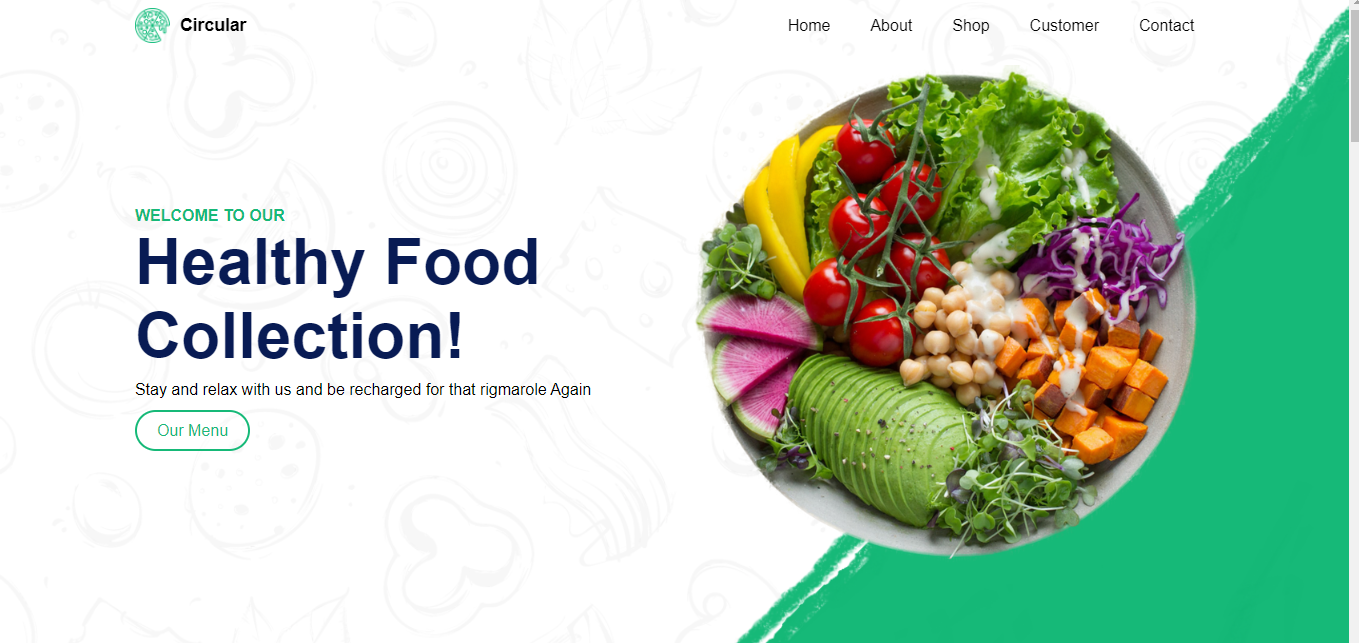 Circular
Home About Shop Customer Contact
WELCOME TO OUR
Healthy Food
Collection!
Stay and relax with us and be recharged for that rigmarole Again
Our Menu